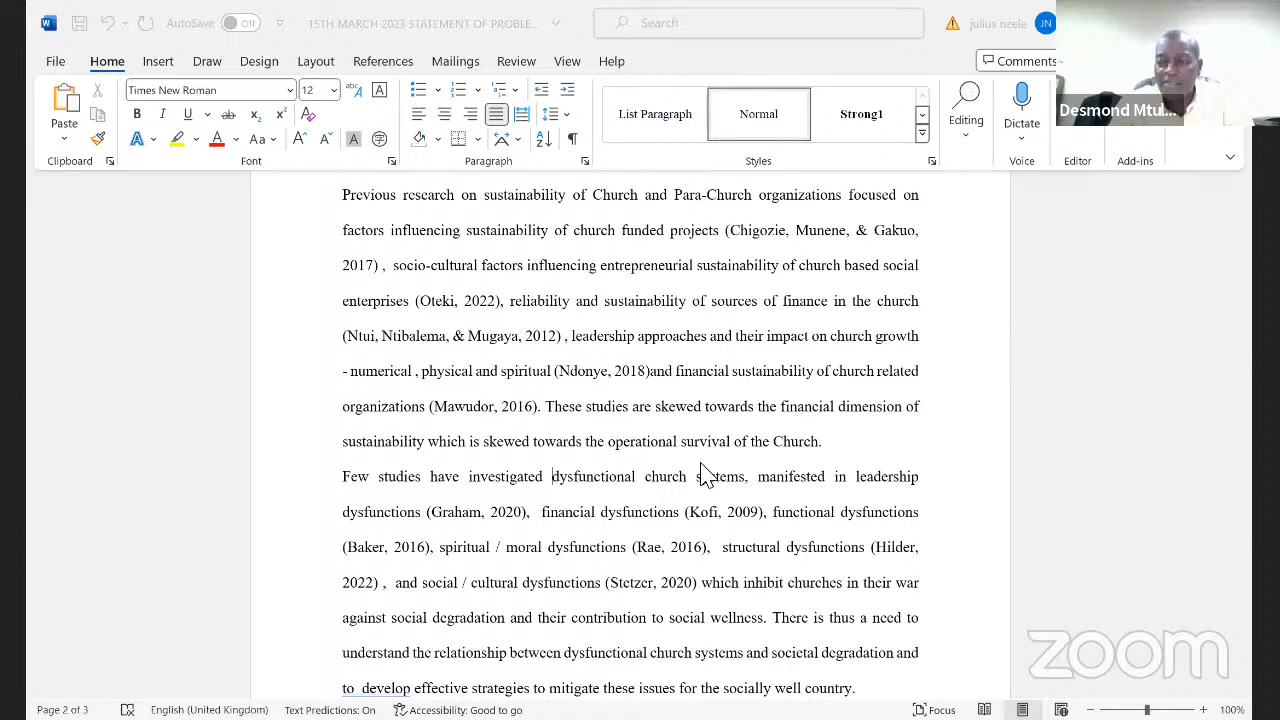 AutoSave Off 15TH MARCH-2023 STATEMENT OF PROBLE... Search julius nzele JN
File Home Insert Draw Design Layout References Mailings Review View Help Comments
Desmond Mtul...
Times New Roman 12
Paste List Paragraph Normal Strong1 Editing Dictate
Clipboard Font Paragraph Styles Voice Editor Add-ins
Previous research on sustainability of Church and Para-Church organizations focused on
factors influencing sustainability of church funded projects (Chigozie, Munene, & Gakuo,
2017) , socio-cultural factors influencing entrepreneurial sustainability of church based social
enterprises (Oteki, 2022), reliability and sustainability of sources of finance in the church
(Ntui, Ntibalema, & Mugaya, 2012) , leadership approaches and their impact on church growth
- numerical , physical and spiritual (Ndonye, 2018)and financial sustainability of church related
organizations (Mawudor, 2016). These studies are skewed towards the financial dimension of
sustainability which is skewed towards the operational survival of the Church.
Few studies have investigated dysfunctional church systems, manifested in leadership
dysfunctions (Graham, 2020), financial dysfunctions (Kofi, 2009), functional dysfunctions
(Baker, 2016), spiritual / moral dysfunctions (Rae, 2016), structural dysfunctions (Hilder,
2022) , and social / cultural dysfunctions (Stetzer, 2020) which inhibit churches in their war
against social degradation and their contribution to social wellness. There is thus a need to
understand the relationship between dysfunctional church systems and societal degradation and
to develop effective strategies to mitigate these issues for the socially well country.
zoom
Page 2 of 3 English (United Kingdom) Text Predictions: On Accessibility: Good to go Focus 100%